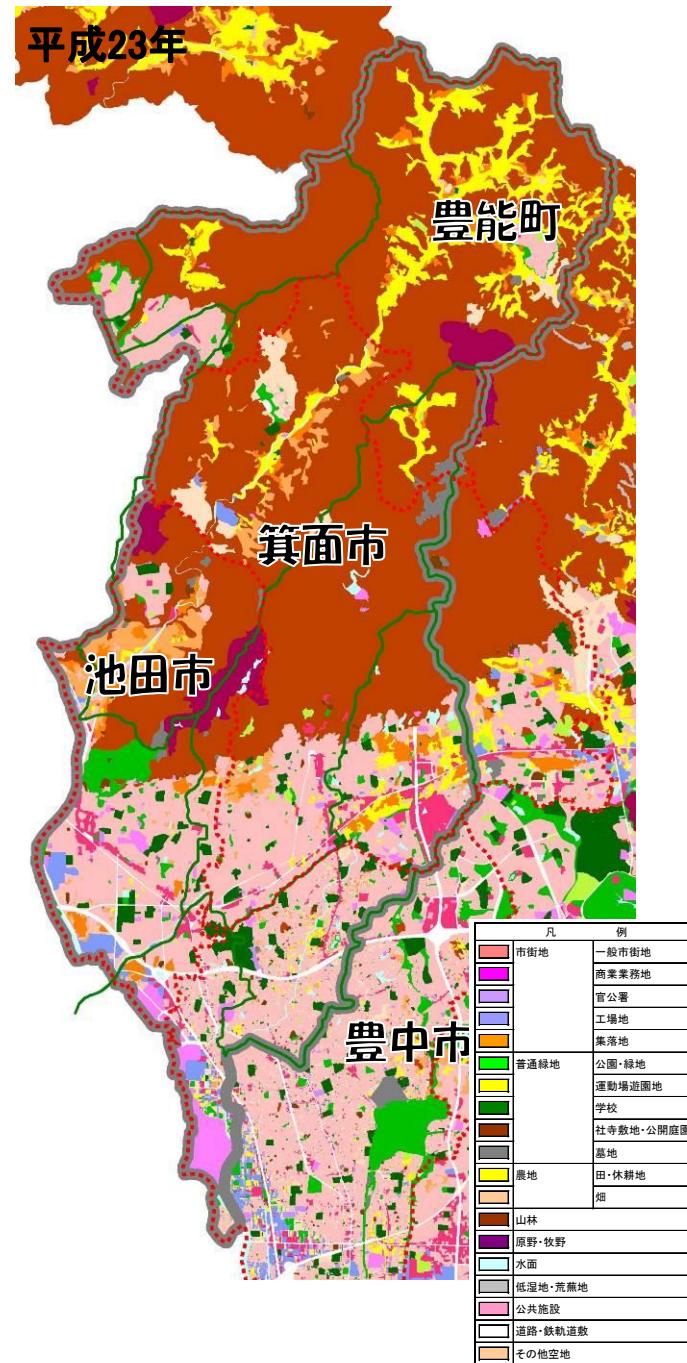 平成23年
豊能町
箕面市
池田市
豊中市
凡 例
市街地 一般市街地
商業業務地
官公署
工場地
集落地
普通緑地 公園・緑地
運動場遊園地
学校
社寺敷地・公開庭園
墓地
農地 田・休耕地
畑
山林
原野・牧野
水面
低湿地・荒蕪地
公共施設
道路・鉄軌道敷
その他空地